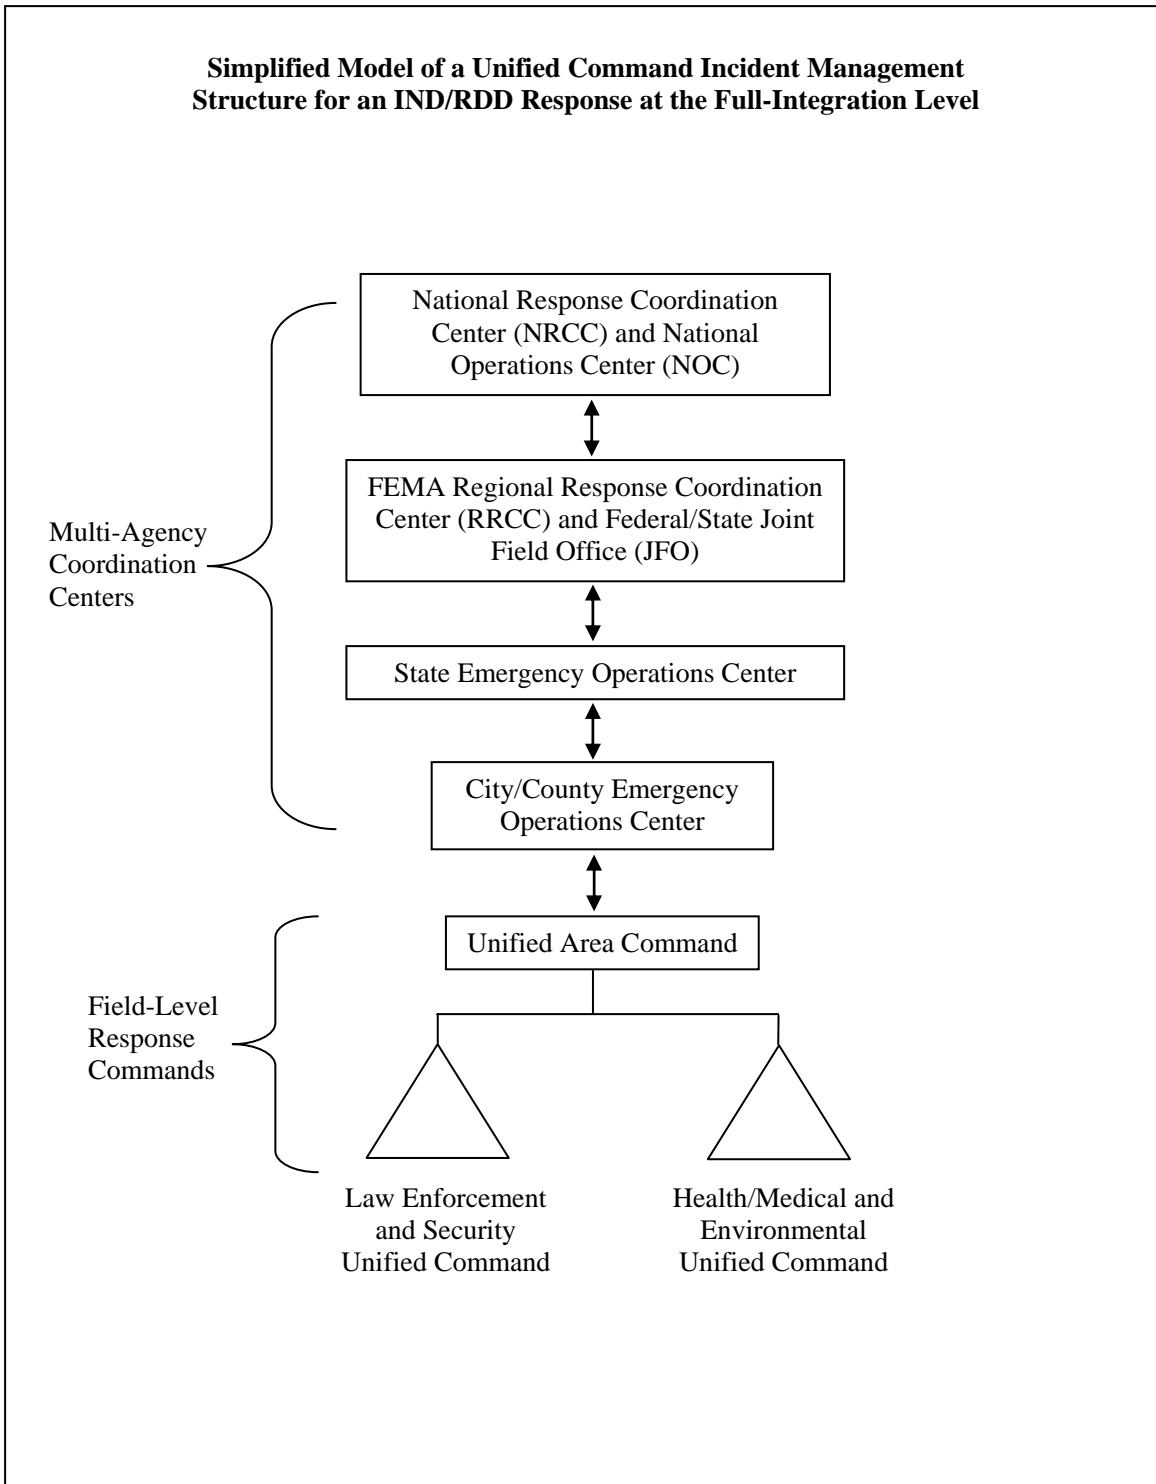 Simplified Model of a Unified Command Incident Management
Structure for an IND/RDD Response at the Full-Integration Level
National Response Coordination
Center (NRCC) and National
Operations Center (NOC)
FEMA Regional Response Coordination
Center (RRCC) and Federal/State Joint
Field Office (JFO)
Multi-Agency
Coordination
Centers
State Emergency Operations Center
City/County Emergency
Operations Center
Unified Area Command
Field-Level
Response
Commands
Law Enforcement
and Security
Unified Command
Health/Medical and
Environmental
Unified Command